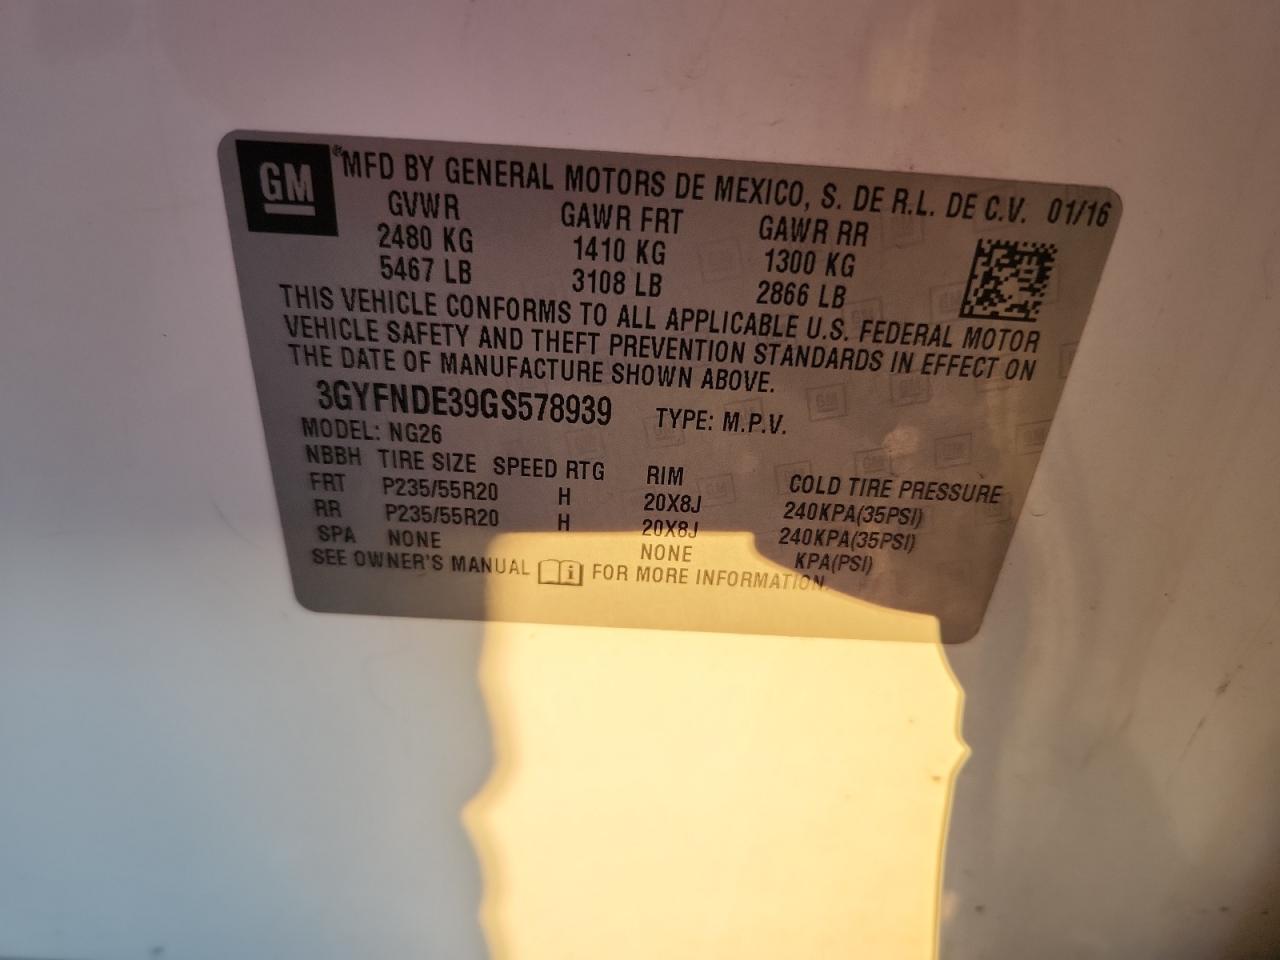 GM ® MFD BY GENERAL MOTORS DE MEXICO, S. DE R.L. DE C.V. 01/16
GVWR GAWR FRT GAWR RR
2480 KG 1410 KG 1300 KG
5467 LB 3108 LB 2866 LB
THIS VEHICLE CONFORMS TO ALL APPLICABLE U.S. FEDERAL MOTOR
VEHICLE SAFETY AND THEFT PREVENTION STANDARDS IN EFFECT ON
THE DATE OF MANUFACTURE SHOWN ABOVE.
3GYFNDE39GS578939 TYPE: M.P.V.
MODEL: NG26
NBBH TIRE SIZE SPEED RTG RIM COLD TIRE PRESSURE
FRT P235/55R20 H 20X8J 240KPA(35PSI)
RR P235/55R20 H 20X8J 240KPA(35PSI)
SPA NONE NONE KPA(PSI)
SEE OWNER'S MANUAL i FOR MORE INFORMATION.